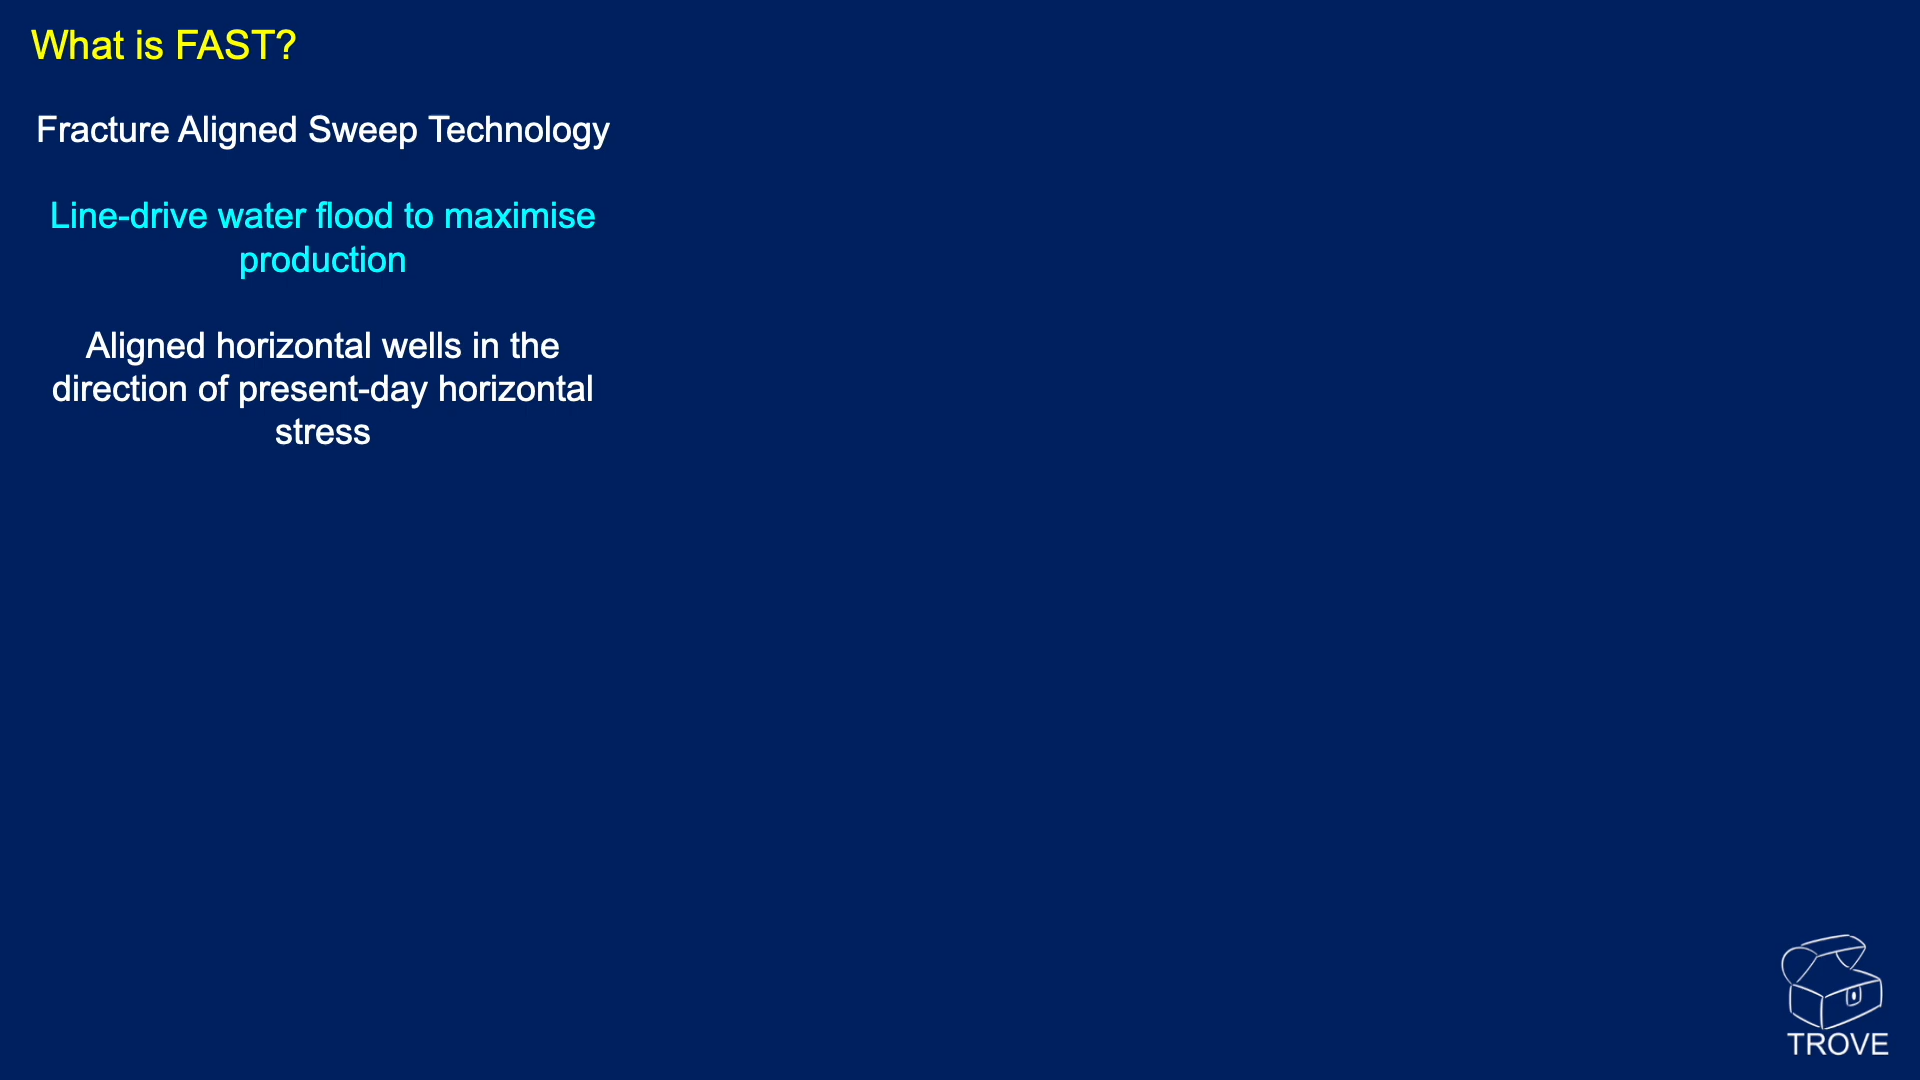 What is FAST?
Fracture Aligned Sweep Technology
Line-drive water flood to maximise
production
Aligned horizontal wells in the
direction of present-day horizontal
stress
TROVE